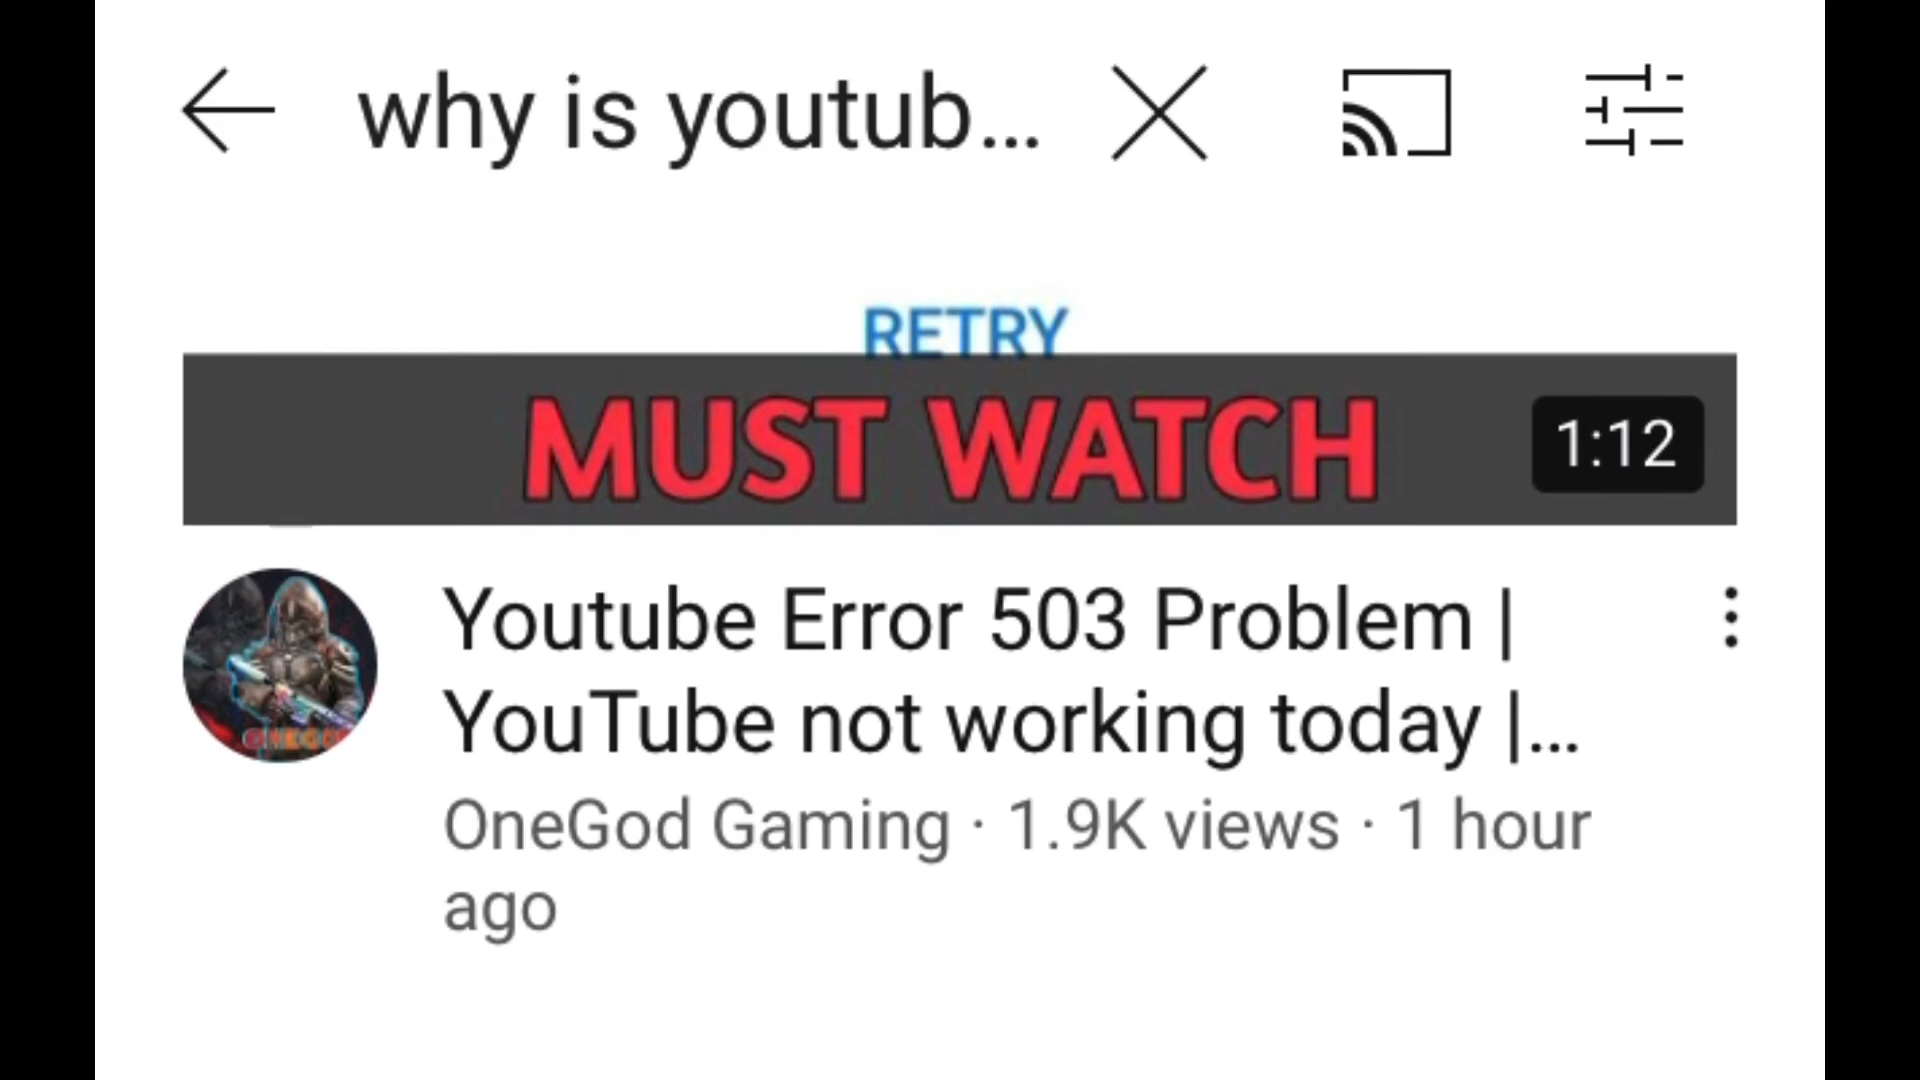 why is youtub...
RETRY
MUST WATCH
1:12
Youtube Error 503 Problem |
YouTube not working today |...
OneGod Gaming · 1.9K views · 1 hour
ago